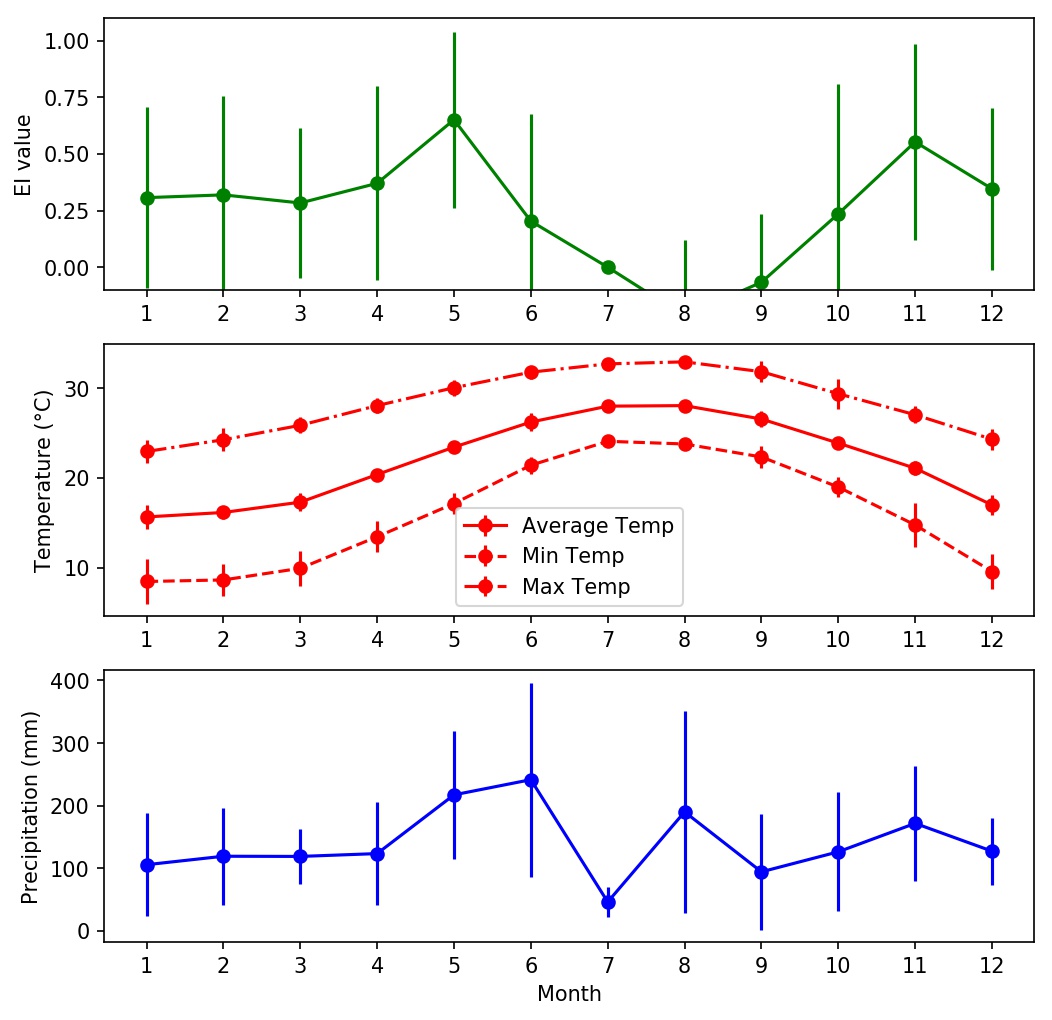 EI value
1.00
0.75
0.50
0.25
0.00
1 2 3 4 5 6 7 8 9 10 11 12
Temperature (°C)
30
20
10
Average Temp
Min Temp
Max Temp
1 2 3 4 5 6 7 8 9 10 11 12
Precipitation (mm)
400
300
200
100
0
1 2 3 4 5 6 7 8 9 10 11 12
Month